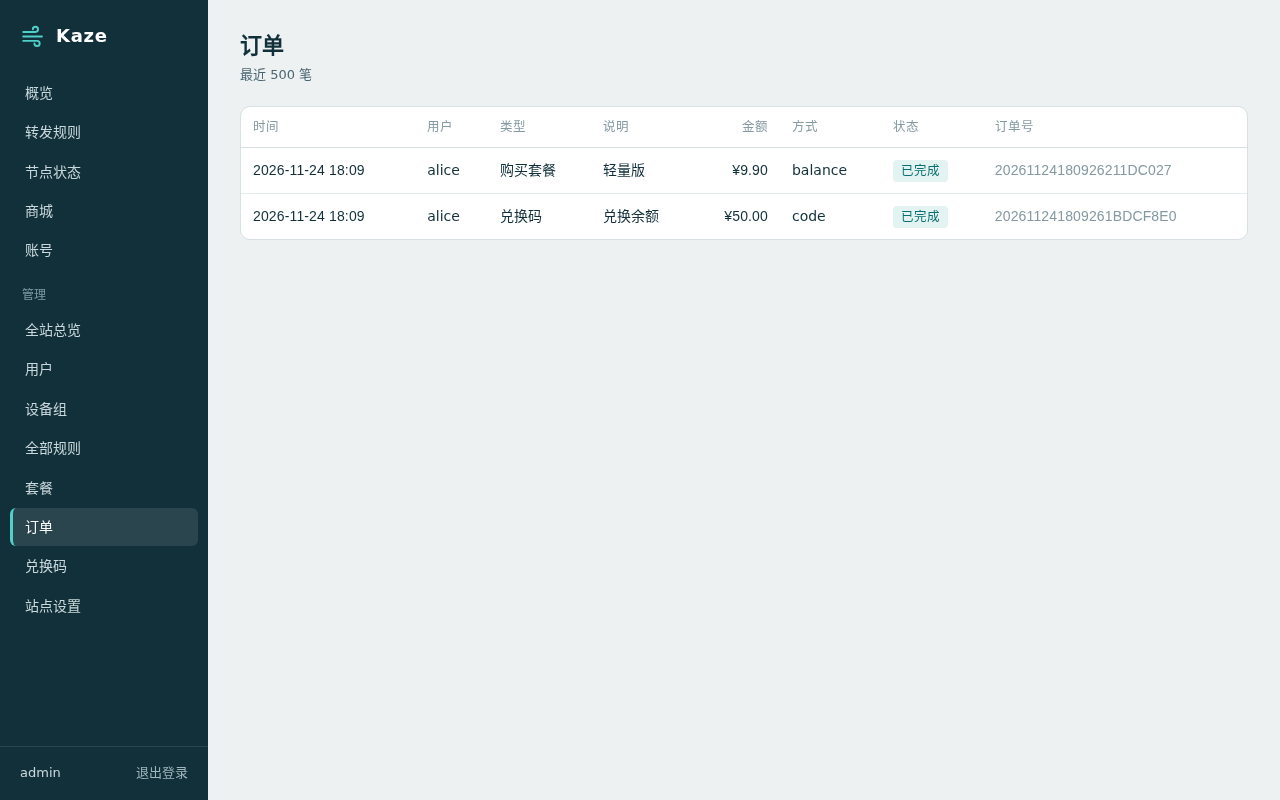 Kaze
概览
转发规则
节点状态
商城
账号
管理
全站总览
用户
设备组
全部规则
套餐
订单
兑换码
站点设置
admin 退出登录
订单
最近 500 笔
时间 用户 类型 说明 金额 方式 状态 订单号
2026-11-24 18:09 alice 购买套餐 轻量版 ¥9.90 balance 已完成 20261124180926211DC027
2026-11-24 18:09 alice 兑换码 兑换余额 ¥50.00 code 已完成 202611241809261BDCF8E0